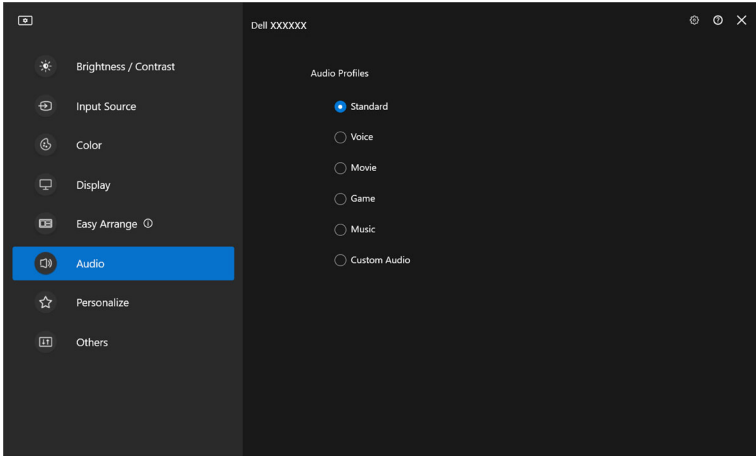 Dell XXXXXX
Brightness / Contrast
Input Source
Color
Display
Easy Arrange
Audio
Personalize
Others
Audio Profiles
Standard
Voice
Movie
Game
Music
Custom Audio